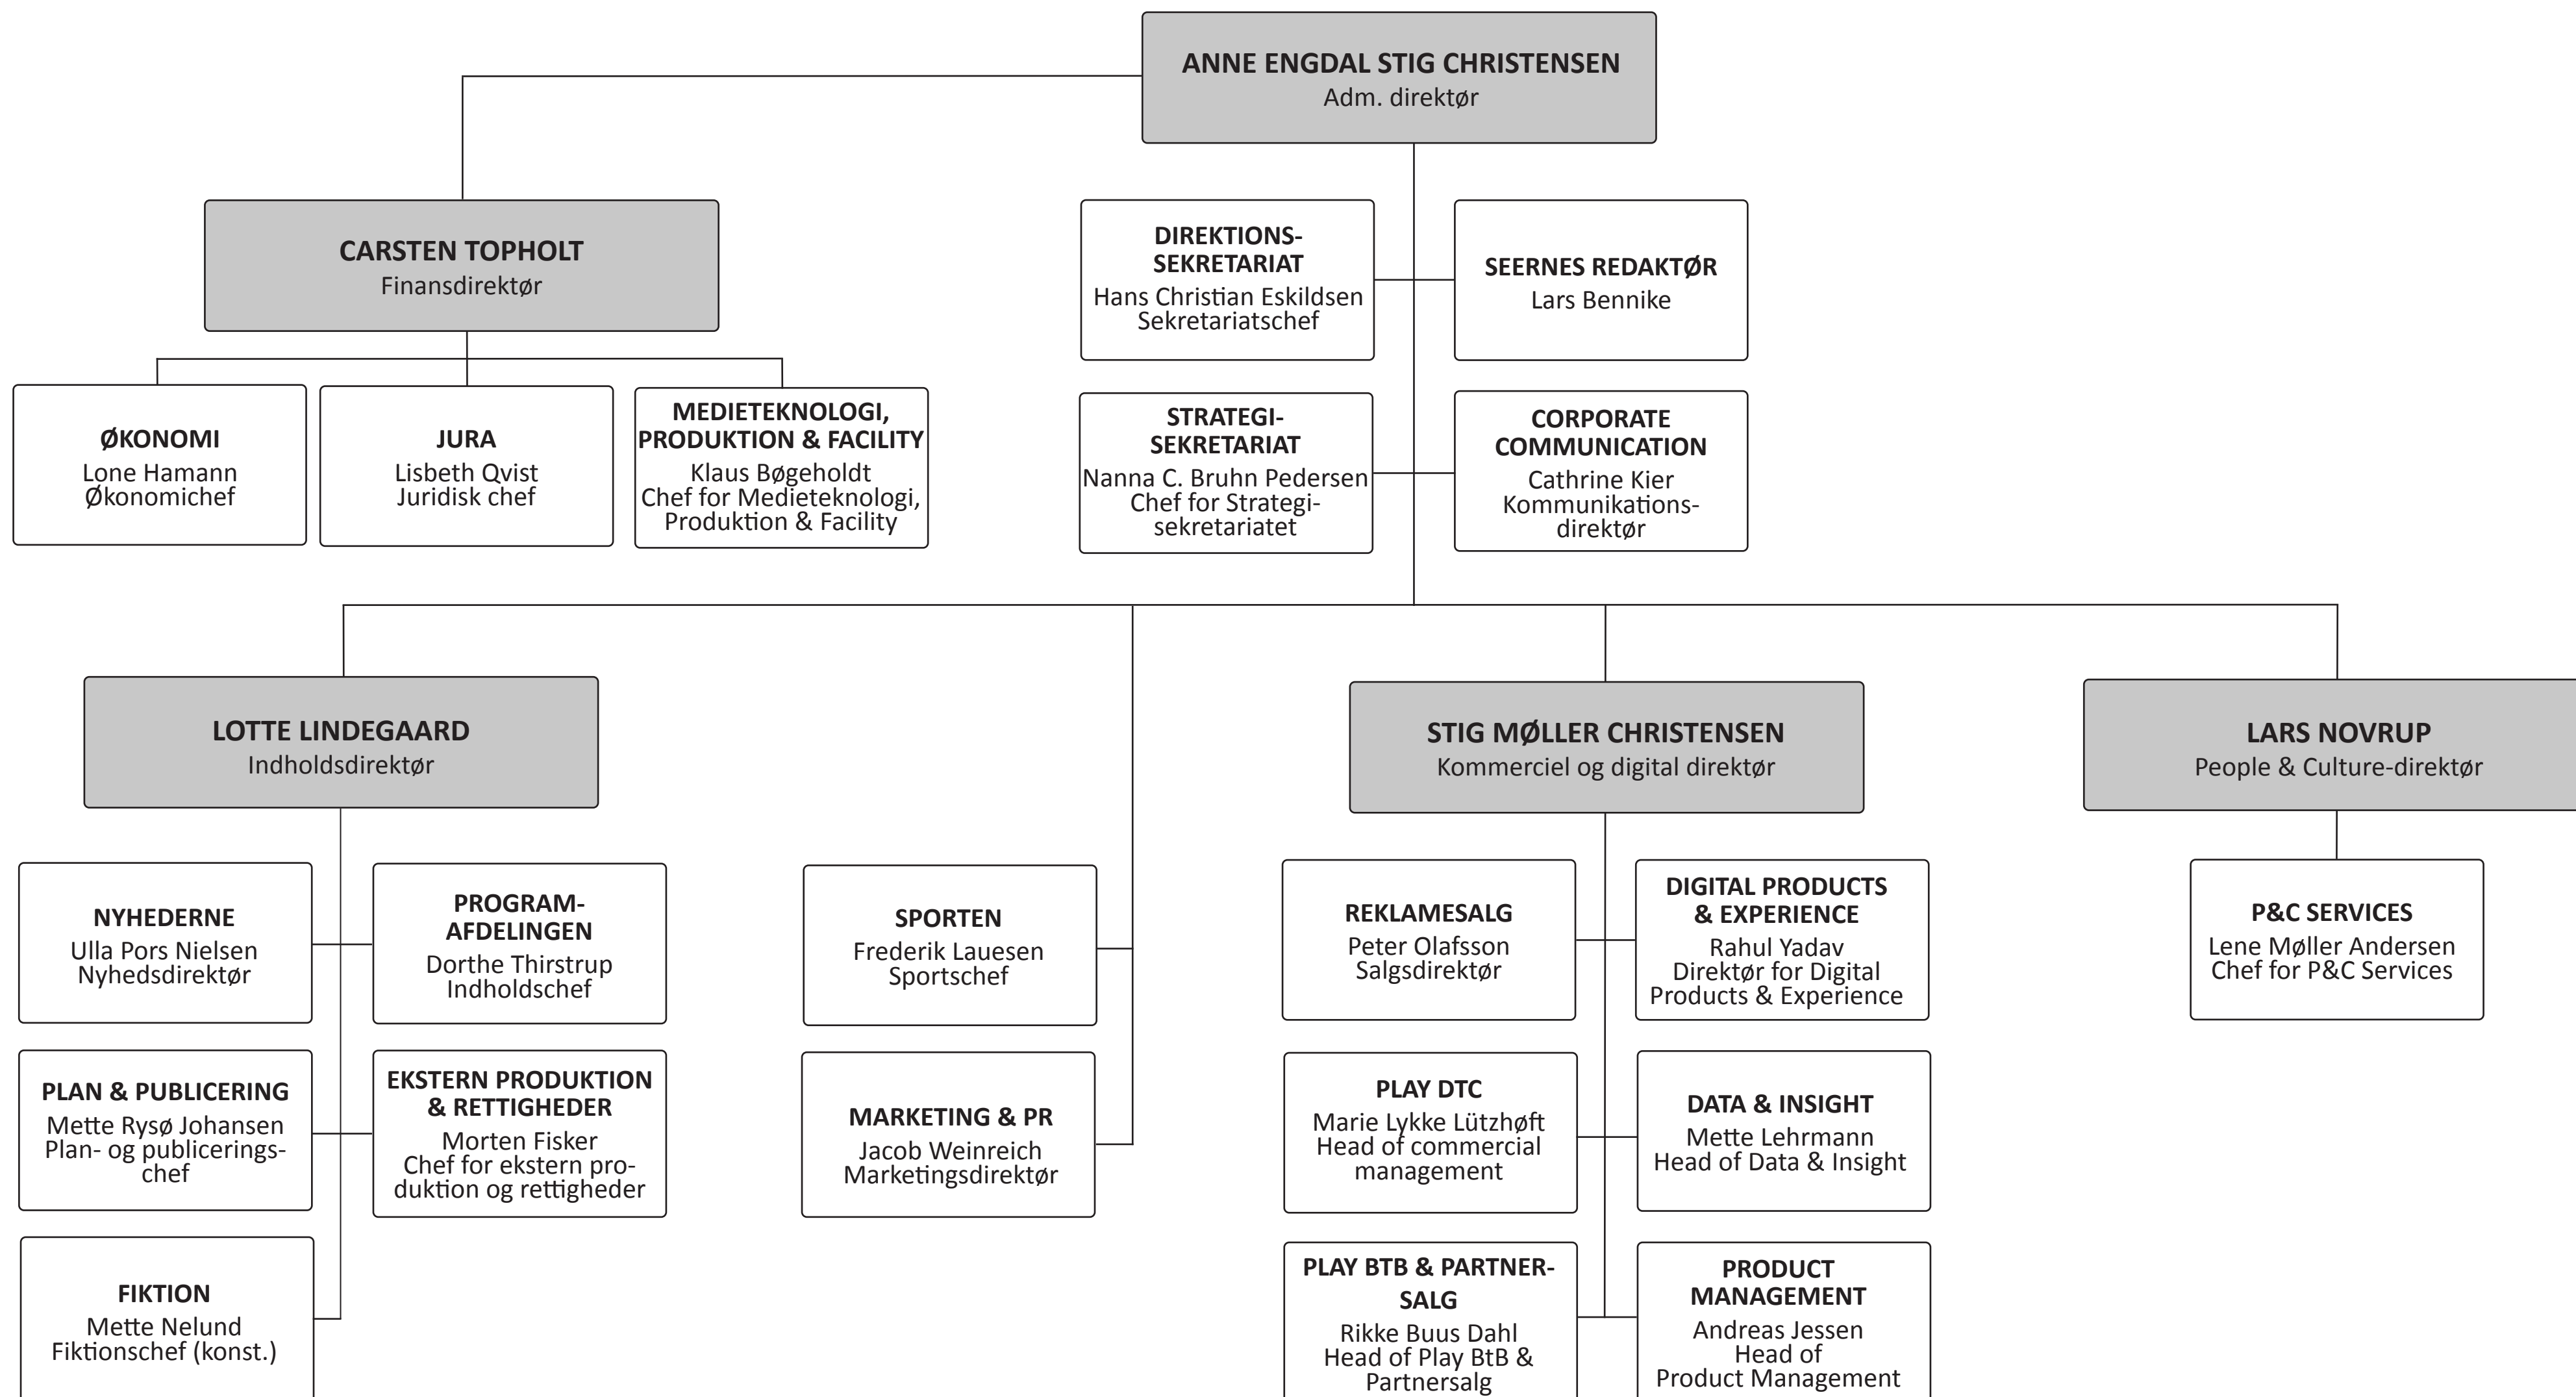 ANNE ENGDAL STIG CHRISTENSEN
Adm. direktør
CARSTEN TOPHOLT
Finansdirektør
DIREKTIONS-
SEKRETARIAT
Hans Christian Eskildsen
Sekretariatschef
SEERNES REDAKTØR
Lars Bennike
ØKONOMI
Lone Hamann
Økonomichef
JURA
Lisbeth Qvist
Juridisk chef
MEDIETEKNOLOGI,
PRODUKTION & FACILITY
Klaus Bøgeholdt
Chef for Medieteknologi,
Produktion & Facility
STRATEGI-
SEKRETARIAT
Nanna C. Bruhn Pedersen
Chef for Strategi-
sekretariatet
CORPORATE
COMMUNICATION
Cathrine Kier
Kommunikations-
direktør
LOTTE LINDEGAARD
Indholdsdirektør
STIG MØLLER CHRISTENSEN
Kommerciel og digital direktør
LARS NOVRUP
People & Culture-direktør
NYHEDERNE
Ulla Pors Nielsen
Nyhedsdirektør
PROGRAM-
AFDELINGEN
Dorthe Thirstrup
Indholdschef
SPORTEN
Frederik Lauesen
Sportschef
REKLAMESALG
Peter Olafsson
Salgsdirektør
DIGITAL PRODUCTS
& EXPERIENCE
Rahul Yadav
Direktør for Digital
Products & Experience
P&C SERVICES
Lene Møller Andersen
Chef for P&C Services
PLAN & PUBLICERING
Mette Rysø Johansen
Plan- og publicerings-
chef
EKSTERN PRODUKTION
& RETTIGHEDER
Morten Fisker
Chef for ekstern pro-
duktion og rettigheder
MARKETING & PR
Jacob Weinreich
Marketingsdirektør
PLAY DTC
Marie Lykke Lützhøft
Head of commercial
management
DATA & INSIGHT
Mette Lehrmann
Head of Data & Insight
FIKTION
Mette Nelund
Fiktionschef (konst.)
PLAY BTB & PARTNER-
SALG
Rikke Buus Dahl
Head of Play BtB &
Partnersalg
PRODUCT
MANAGEMENT
Andreas Jessen
Head of
Product Management